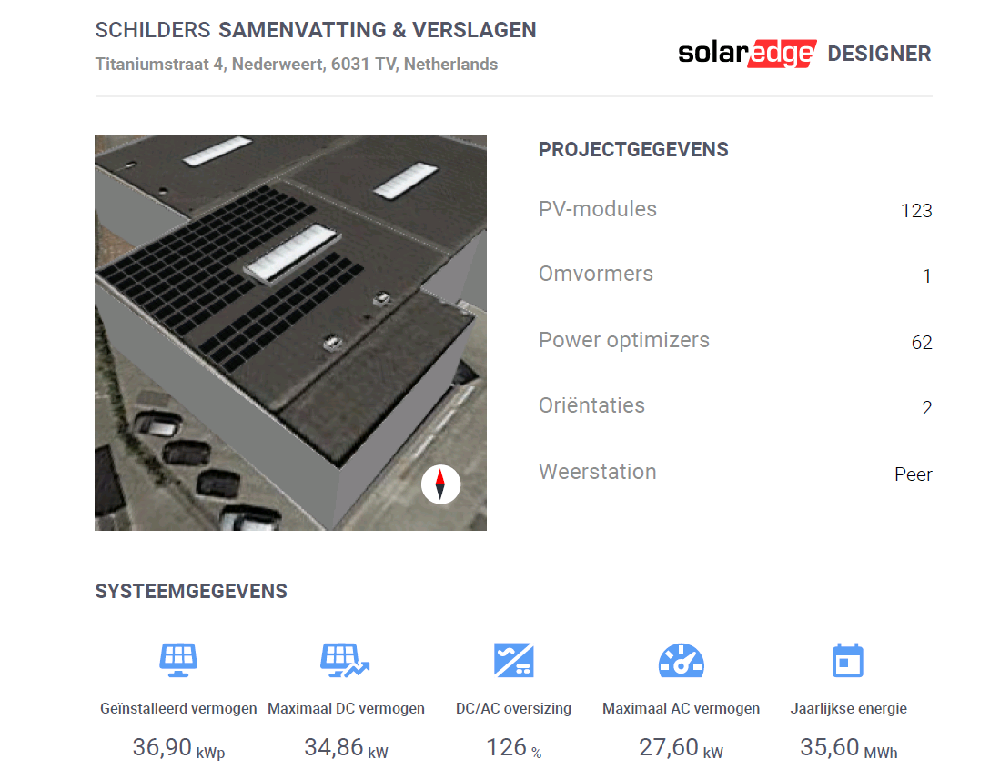 SCHILDERS SAMENVATTING & VERSLAGEN
Titaniumstraat 4, Nederweert, 6031 TV, Netherlands
solaredge DESIGNER
PROJECTGEGEVENS
PV-modules 123
Omvormers 1
Power optimizers 62
Oriëntaties 2
Weerstation Peer
SYSTEEMGEGEVENS
Geïnstalleerd vermogen Maximaal DC vermogen DC/AC oversizing Maximaal AC vermogen Jaarlijkse energie
36,90 kWp 34,86 kW 126 % 27,60 kW 35,60 MWh